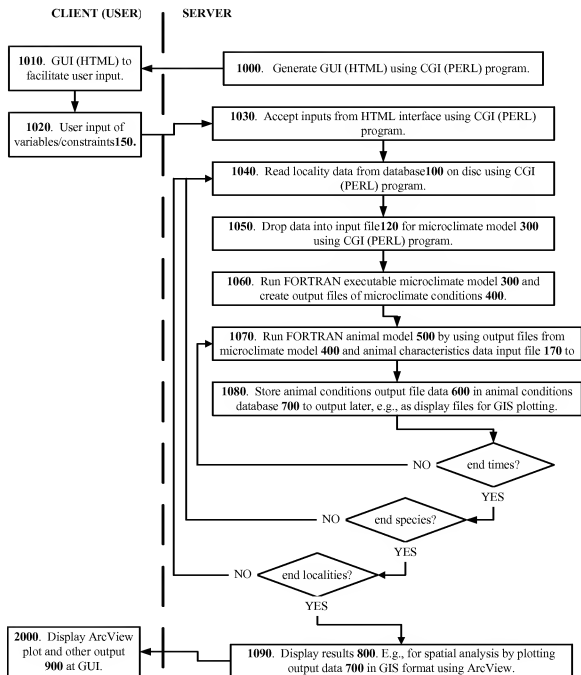 CLIENT (USER)
SERVER
1010. GUI (HTML) to
facilitate user input.
1000. Generate GUI (HTML) using CGI (PERL) program.
1020. User input of
variables/constraints150.
1030. Accept inputs from HTML interface using CGI (PERL)
program.
1040. Read locality data from database100 on disc using CGI
(PERL) program.
1050. Drop data into input file120 for microclimate model 300
using CGI (PERL) program.
1060. Run FORTRAN executable microclimate model 300 and
create output files of microclimate conditions 400.
1070. Run FORTRAN animal model 500 by using output files from
microclimate model 400 and animal characteristics data input file 170 to
1080. Store animal conditions output file data 600 in animal conditions
database 700 to output later, e.g., as display files for GIS plotting.
NO
end times?
YES
NO
end species?
YES
NO
end localities?
YES
2000. Display ArcView
plot and other output
900 at GUI.
1090. Display results 800. E.g., for spatial analysis by plotting
output data 700 in GIS format using ArcView.